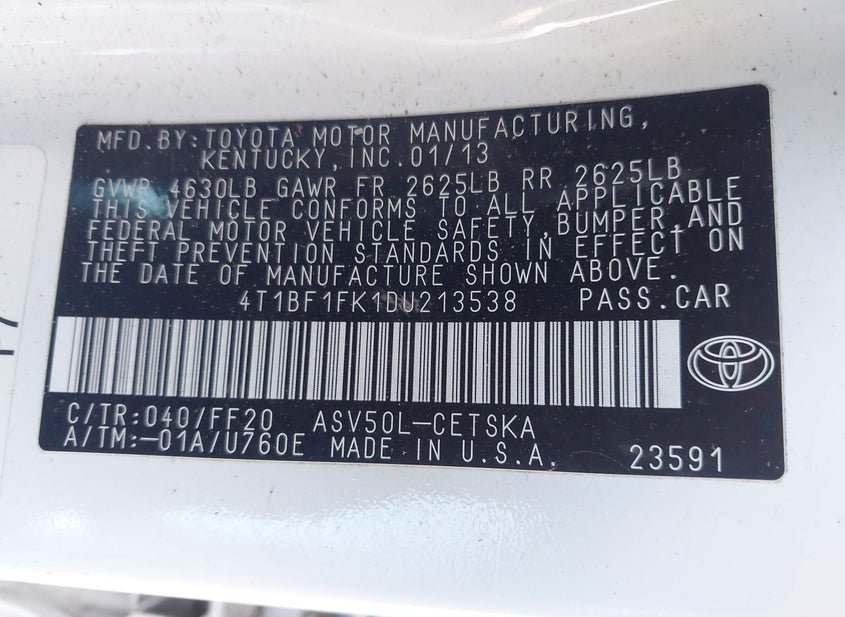 MFD. BY: TOYOTA MOTOR MANUFACTURING,
KENTUCKY, INC. 01/13
GVWR 4630LB GAWR FR 2625LB RR 2625LB
THIS VEHICLE CONFORMS TO ALL APPLICABLE
FEDERAL MOTOR VEHICLE SAFETY, BUMPER, AND
THEFT PREVENTION STANDARDS IN EFFECT ON
THE DATE OF MANUFACTURE SHOWN ABOVE.
4T1BF1FK1DU213538 PASS. CAR
C/TR: 040/FF20 ASV50L-CETSKA
A/TM:-01A/U760E MADE IN U.S.A. 23591